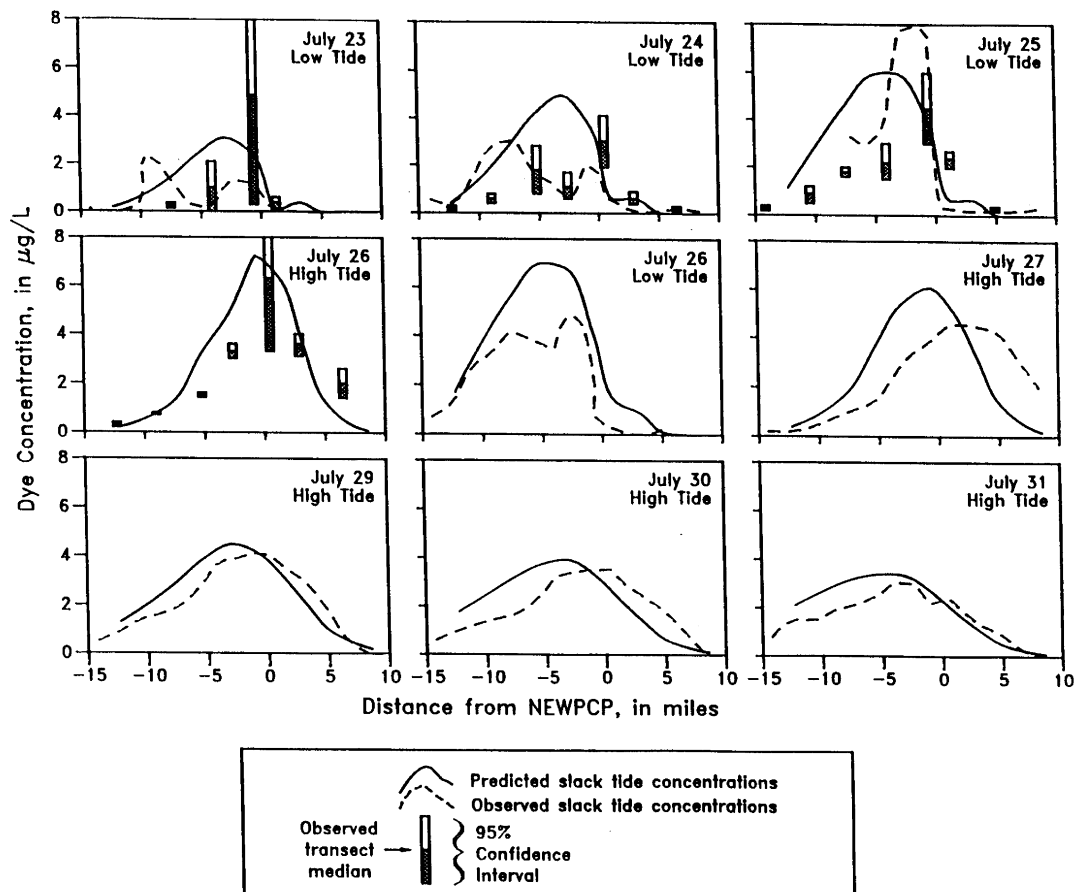 Dye Concentration, in µg/L
8
6
4
2
0
July 23
Low Tide
July 24
Low Tide
July 25
Low Tide
8
6
4
2
0
July 26
High Tide
July 26
Low Tide
July 27
High Tide
8
6
4
2
0
July 29
High Tide
July 30
High Tide
July 31
High Tide
-15 -10 -5 0 5 10 -15 -10 -5 0 5 10 -15 -10 -5 0 5 10
Distance from NEWPCP, in miles
Predicted slack tide concentrations
Observed slack tide concentrations
Observed
transect
median
95%
Confidence
Interval